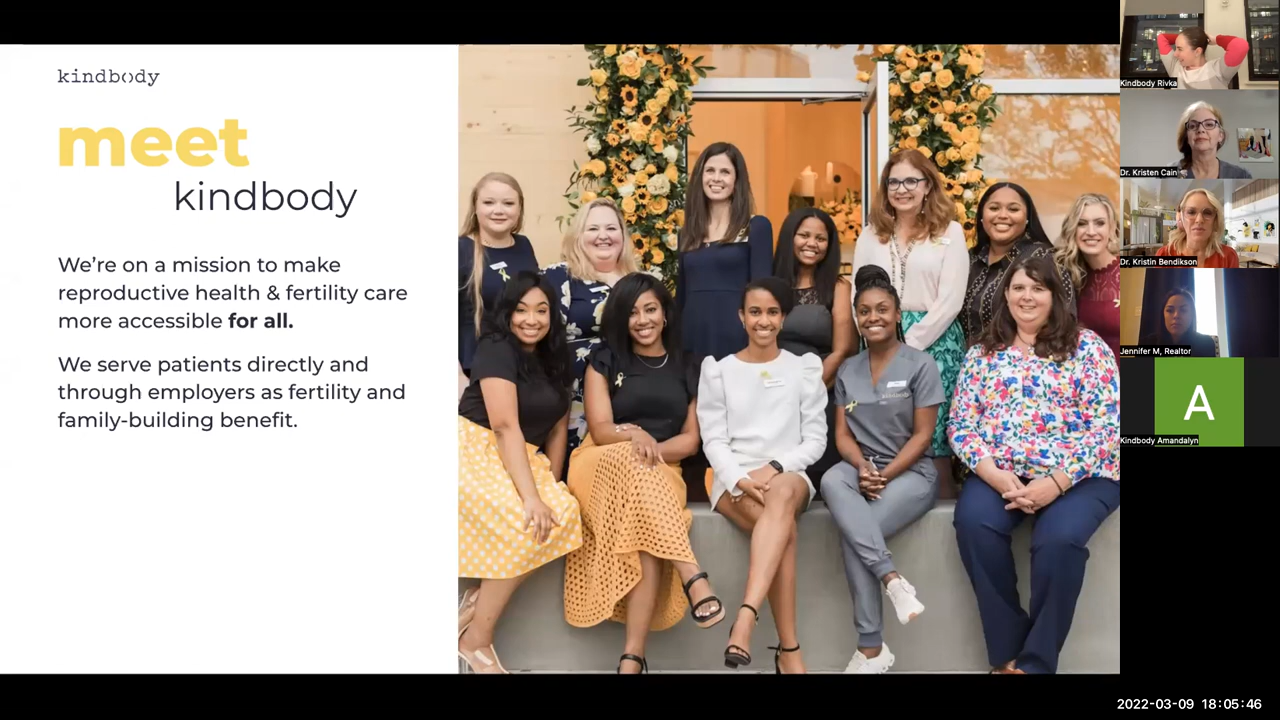 kindbody
meet
kindbody
We’re on a mission to make
reproductive health & fertility care
more accessible for all.
We serve patients directly and
through employers as fertility and
family-building benefit.
Kindbody Rivka
Dr. Kristen Cain
Dr. Kristin Bendikson
Jennifer M, Realtor
A
Kindbody Amandalyn
2022-03-09 18:05:46